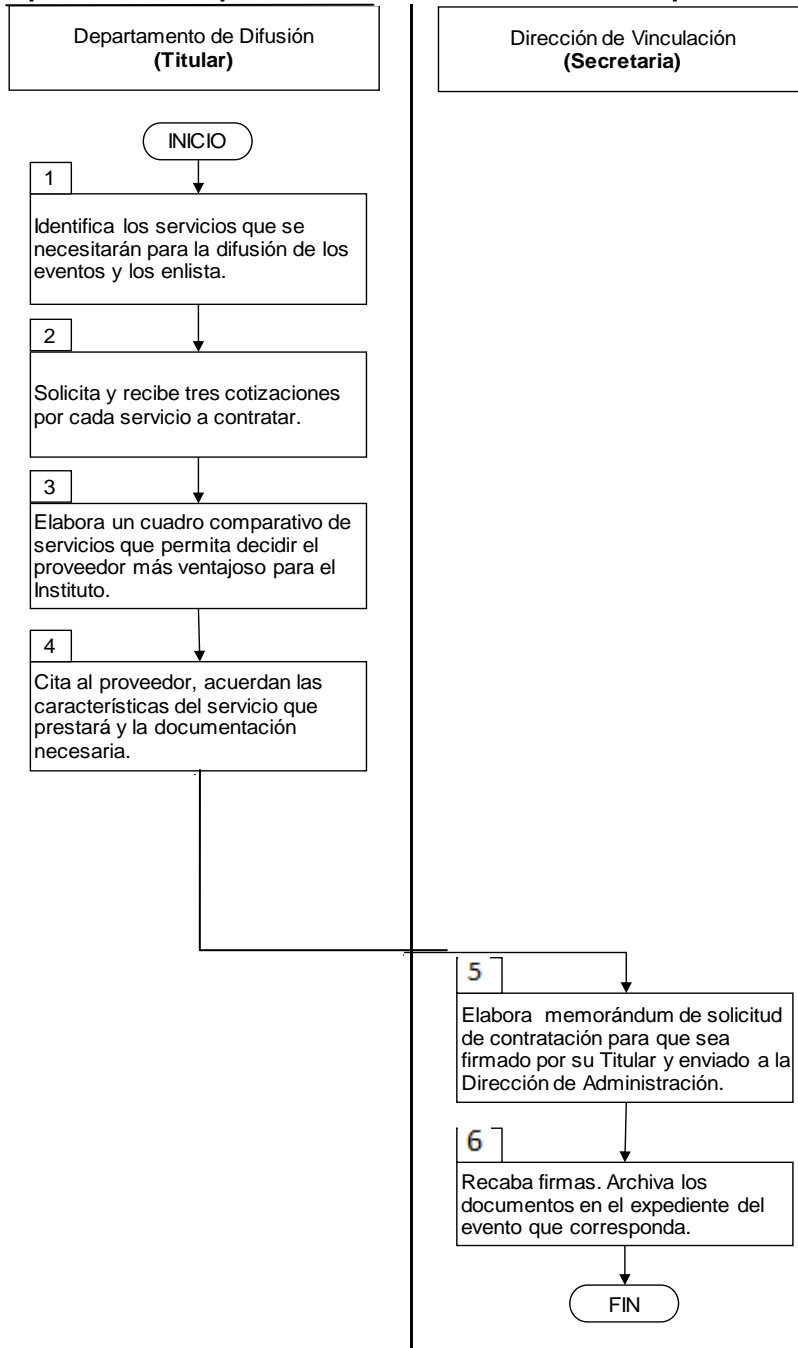 Departamento de Difusión
(Titular)
Dirección de Vinculación
(Secretaria)
INICIO
1
Identifica los servicios que se
necesitarán para la difusión de los
eventos y los enlista.
2
Solicita y recibe tres cotizaciones
por cada servicio a contratar.
3
Elabora un cuadro comparativo de
servicios que permita decidir el
proveedor más ventajoso para el
Instituto.
4
Cita al proveedor, acuerdan las
características del servicio que
prestará y la documentación
necesaria.
5
Elabora memorándum de solicitud
de contratación para que sea
firmado por su Titular y enviado a la
Dirección de Administración.
6
Recaba firmas. Archiva los
documentos en el expediente del
evento que corresponda.
FIN